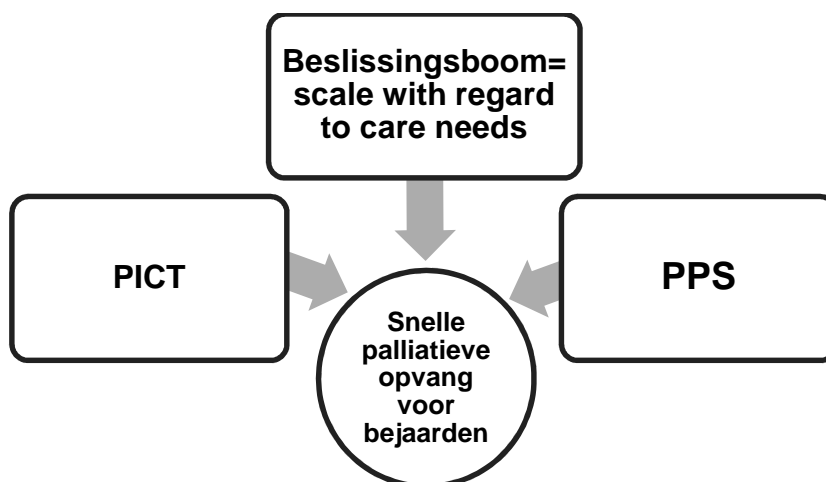 Beslissingsboom=
scale with regard
to care needs
PICT
PPS
Snelle
palliatieve
opvang
voor
bejaarden